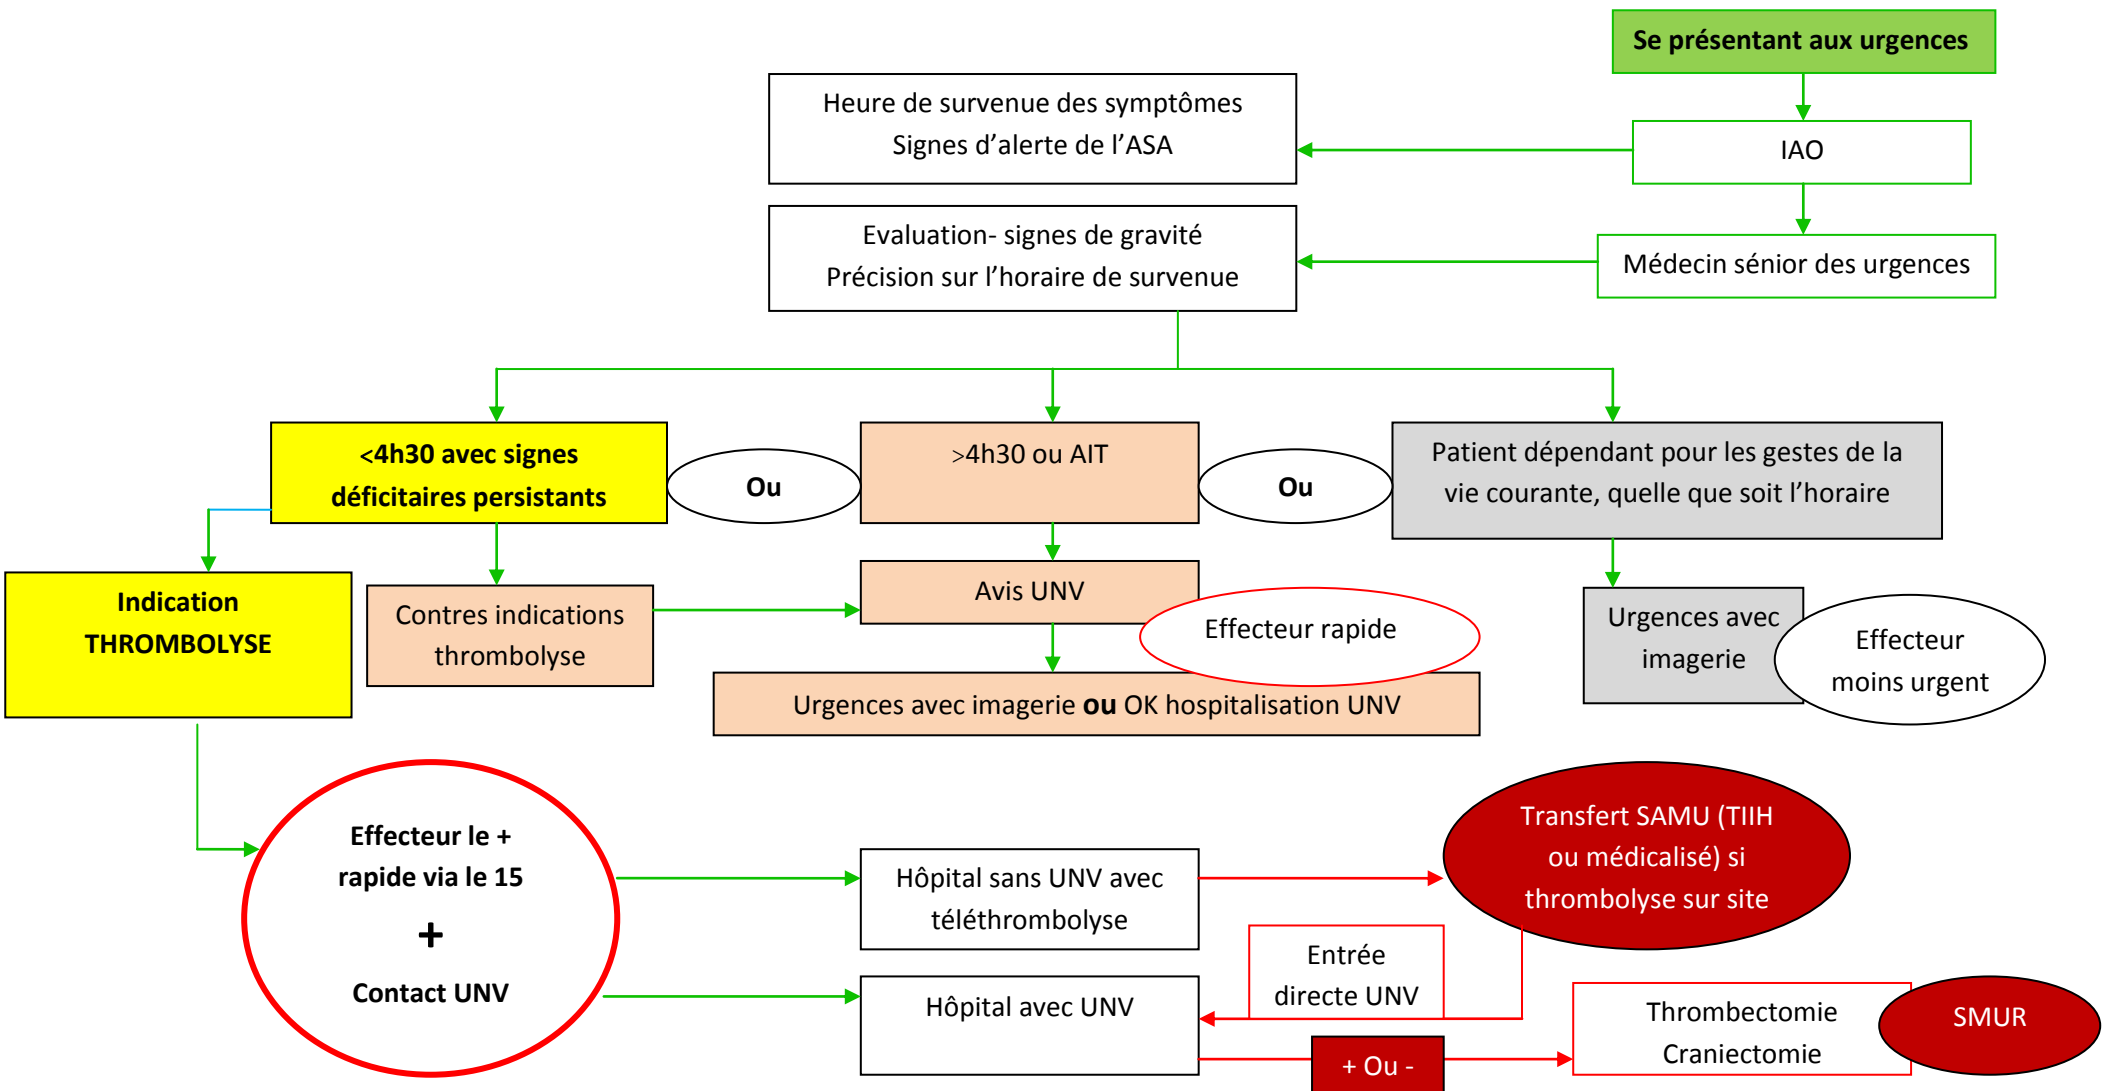 Se présentant aux urgences
Heure de survenue des symptômes
Signes d’alerte de l’ASA
IAO
Evaluation- signes de gravité
Précision sur l’horaire de survenue
Médecin sénior des urgences
<4h30 avec signes
déficitaires persistants
Ou
>4h30 ou AIT
Ou
Patient dépendant pour les gestes de la
vie courante, quelle que soit l’horaire
Indication
THROMBOLYSE
Contres indications
thrombolyse
Avis UNV
Effecteur rapide
Urgences avec
imagerie
Effecteur
moins urgent
Urgences avec imagerie ou OK hospitalisation UNV
Effecteur le +
rapide via le 15
+
Contact UNV
Hôpital sans UNV avec
téléthrombolyse
Transfert SAMU (TIIH
ou médicalisé) si
thrombolyse sur site
Entrée
directe UNV
Hôpital avec UNV
+ Ou -
Thrombectomie
Craniectomie
SMUR